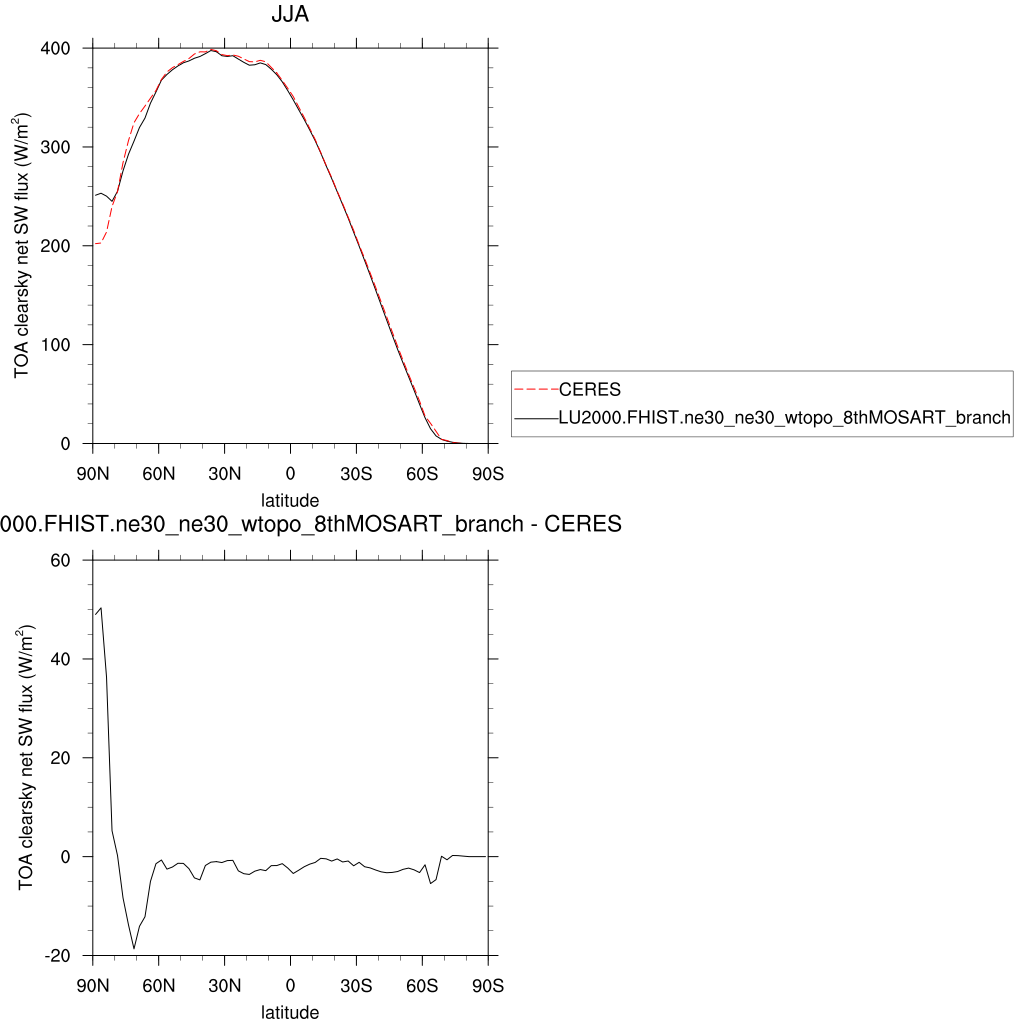 JJA
TOA clearsky net SW flux (W/m²)
400
300
200
100
0
90N 60N 30N 0 30S 60S 90S
latitude
CERES
LU2000.FHIST.ne30_ne30_wtopo_8thMOSART_branch
000.FHIST.ne30_ne30_wtopo_8thMOSART_branch - CERES
TOA clearsky net SW flux (W/m²)
60
40
20
0
-20
90N 60N 30N 0 30S 60S 90S
latitude